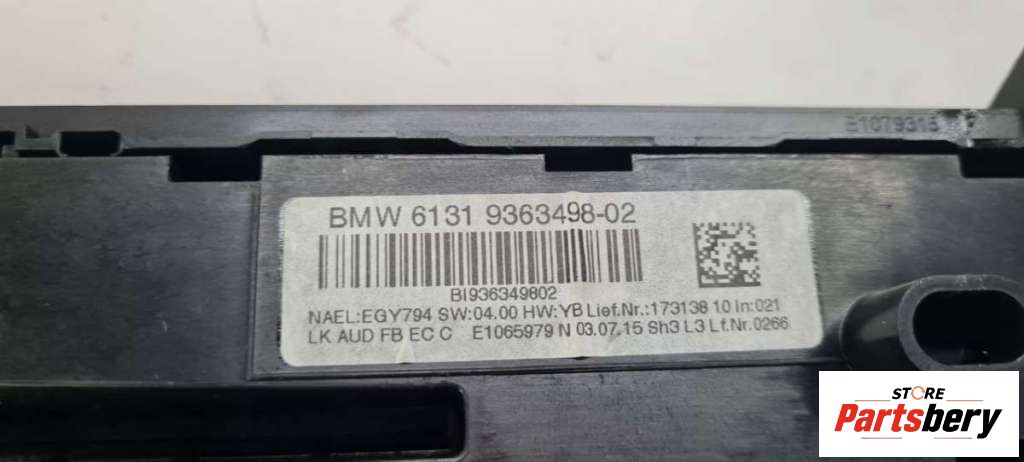 E1079315
BMW 6131 9363498-02
BI936349802
NAEL:EGY794 SW:04.00 HW:YB Lief.Nr.:173138 10 In:021
LK AUD FB EC C E1065979 N 03.07.15 Sh3 L3 Lf.Nr.0266
STORE
Partsbery